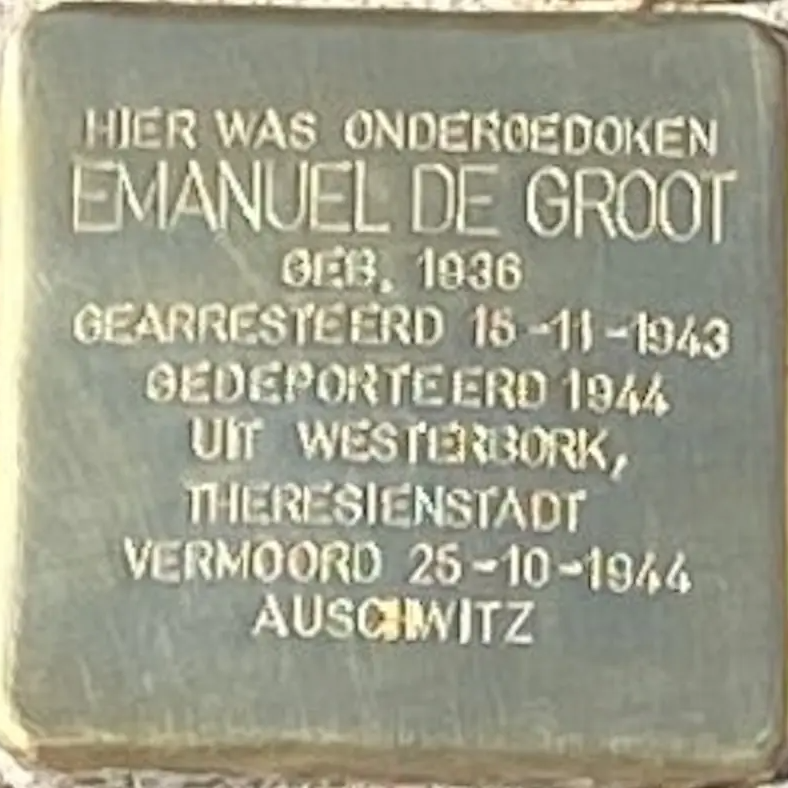 HIER WAS ONDERGEDOKEN
EMANUEL DE GROOT
GEB. 1936
GEARRESTEERD 16-11-1943
GEDEPORTEERD 1944
UIT WESTERBORK,
THERESIENSTADT
VERMOORD 25-10-1944
AUSCHWITZ